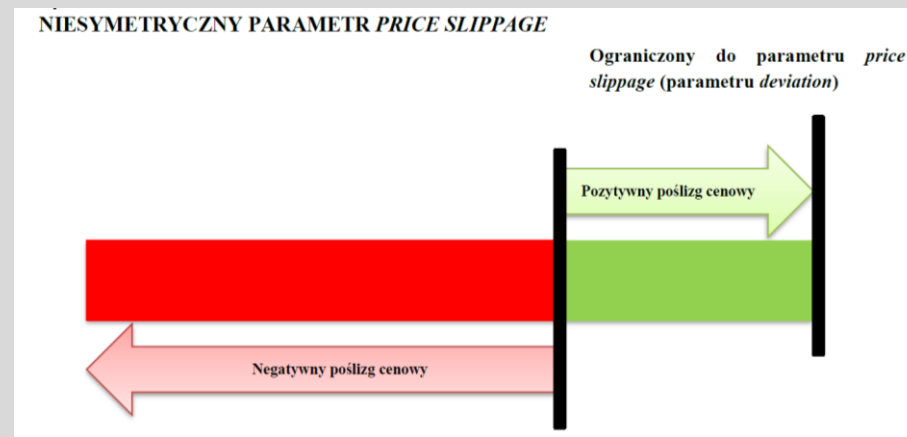 NIESYMETRYCZNY PARAMETR PRICE SLIPPAGE
Ograniczony do parametru price
slippage (parametru deviation)
Pozytywny poślizg cenowy
Negatywny poślizg cenowy